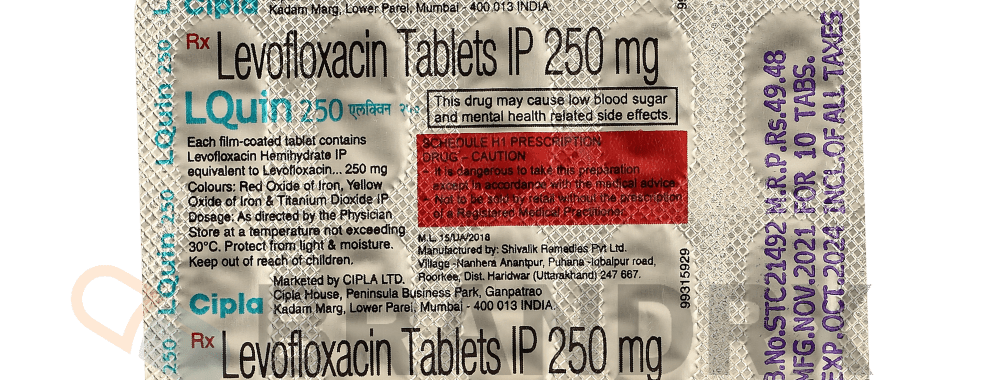 Cipla
Kadam Marg, Lower Parel, Mumbai - 400 013 INDIA.
Rx Levofloxacin Tablets IP 250 mg
LQuin 250 एलक्विन
This drug may cause low blood sugar
and mental health related side effects.
Each film-coated tablet contains
Levofloxacin Hemihydrate IP
equivalent to Levofloxacin... 250 mg
Colours: Red Oxide of Iron, Yellow
Oxide of Iron & Titanium Dioxide IP
Dosage: As directed by the Physician
Store at a temperature not exceeding
30°C. Protect from light & moisture.
Keep out of reach of children.
SCHEDULE H1 PRESCRIPTION
DRUG - CAUTION
- It is dangerous to take this preparation
except in accordance with the medical advice.
- Not to be sold by retail without the prescription
of a Registered Medical Practitioner.
M.L. 15/UA/2018
Manufactured by: Shivalik Remedies Pvt Ltd.
Village -Nanhera Anantpur, Puhana -Iqbalpur road,
Roorkee, Dist. Haridwar (Uttarakhand) 247 667.
Marketed by CIPLA LTD.
Cipla House, Peninsula Business Park, Ganpatrao
Cipla Kadam Marg, Lower Parel, Mumbai - 400 013 INDIA.
Rx Levofloxacin Tablets IP 250 mg
LQuin 250
LQuin 250
250
99315929
B.No.STC21492 M.R.P.Rs.49.48
MFG.NOV.2021 FOR 10 TABS.
EXP.OCT.2024 INCL.OF ALL TAXES